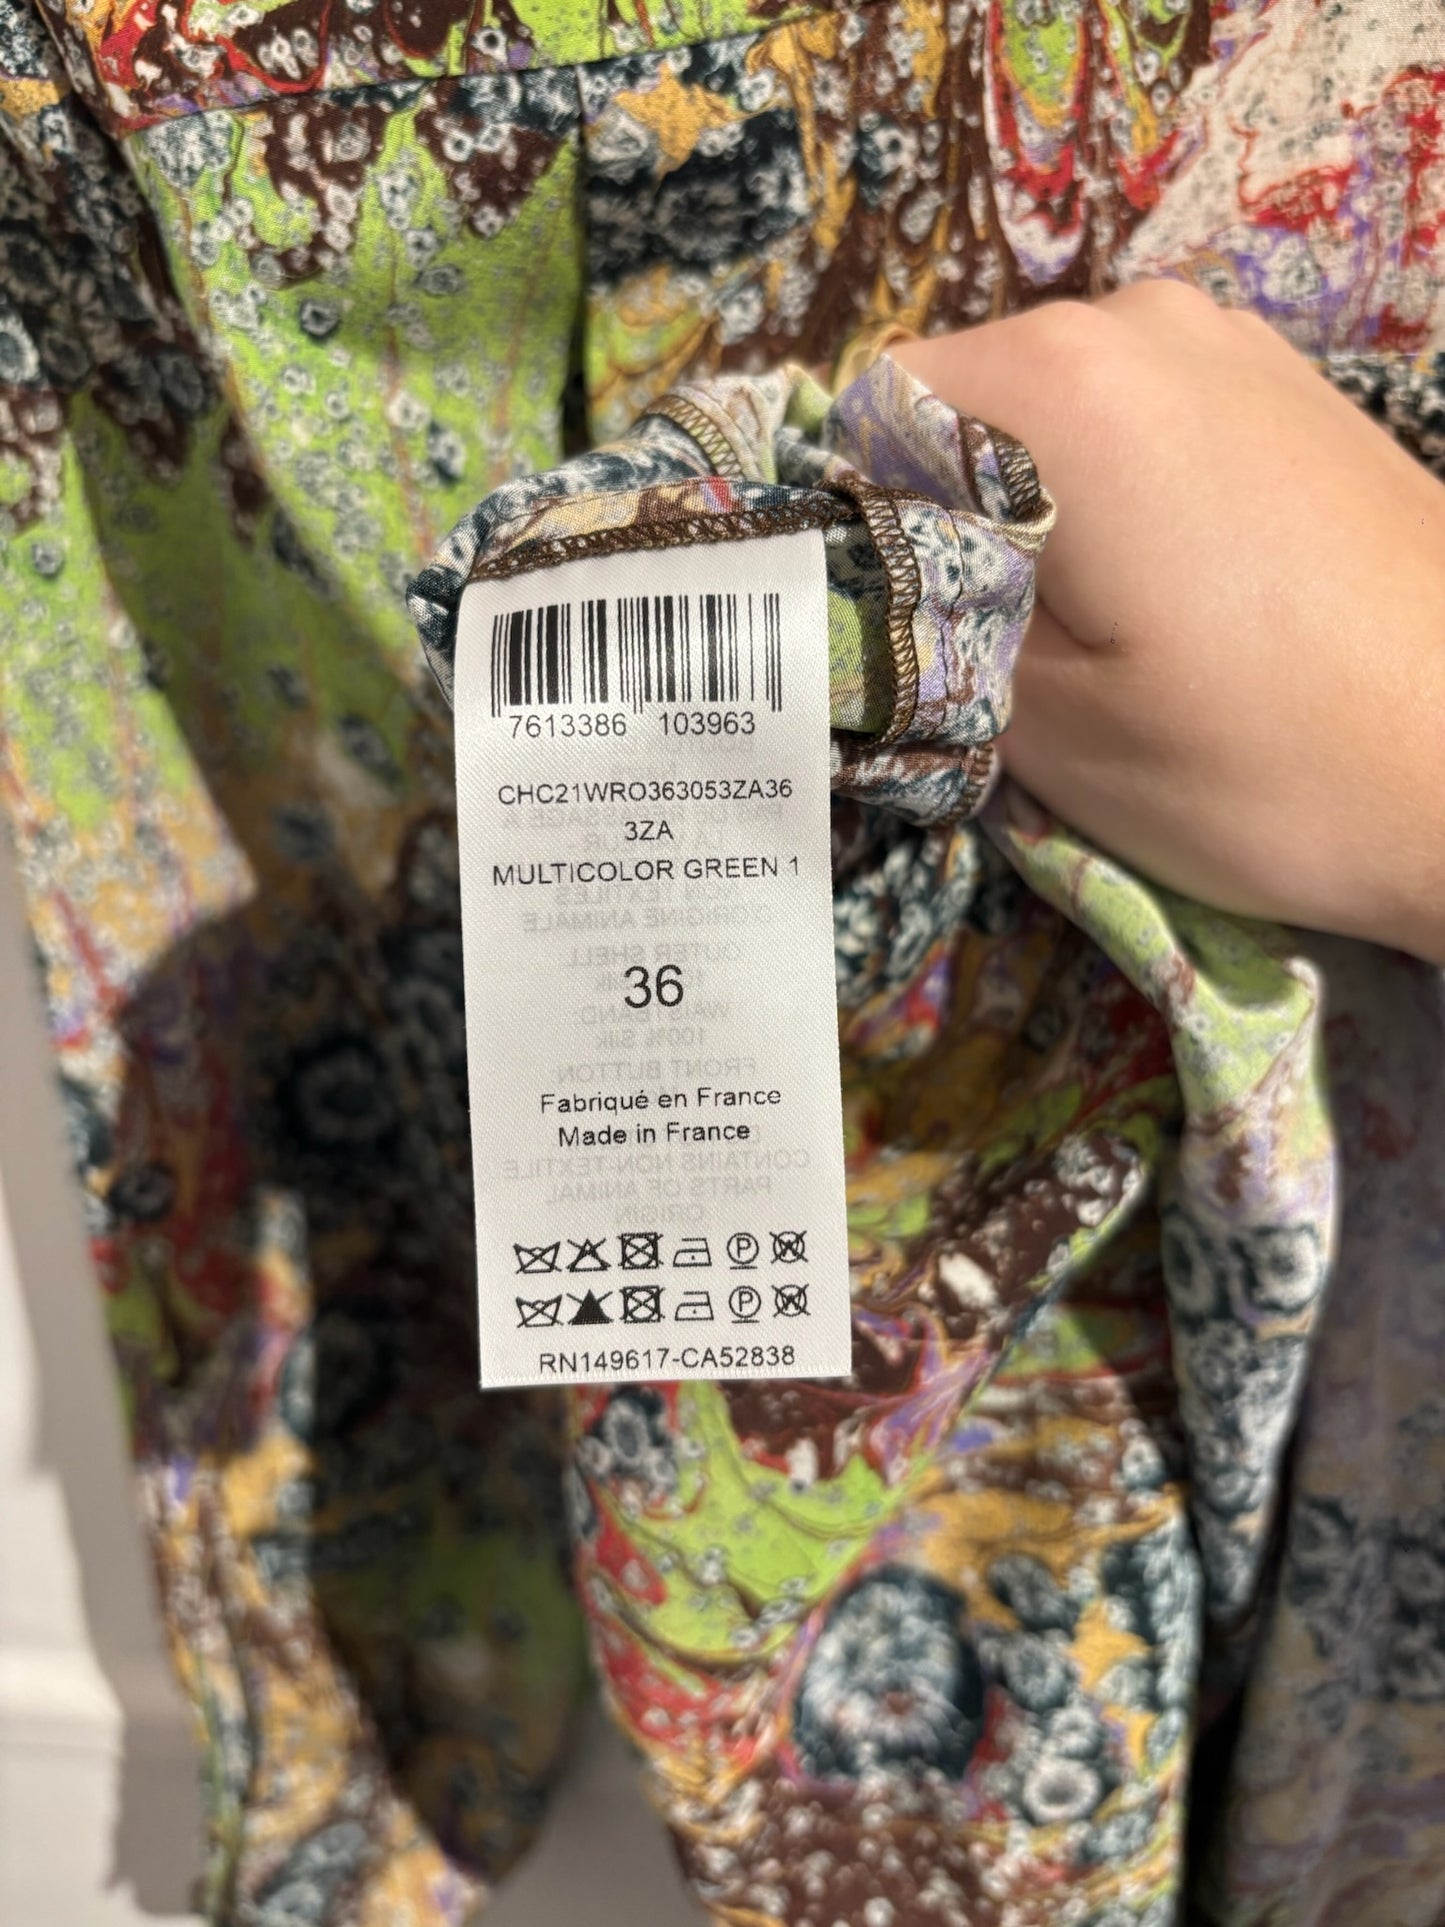 7613386 103963
CHC21WRO363053ZA36
3ZA
MULTICOLOR GREEN 1
36
Fabriqué en France
Made in France
RN149617-CA52838